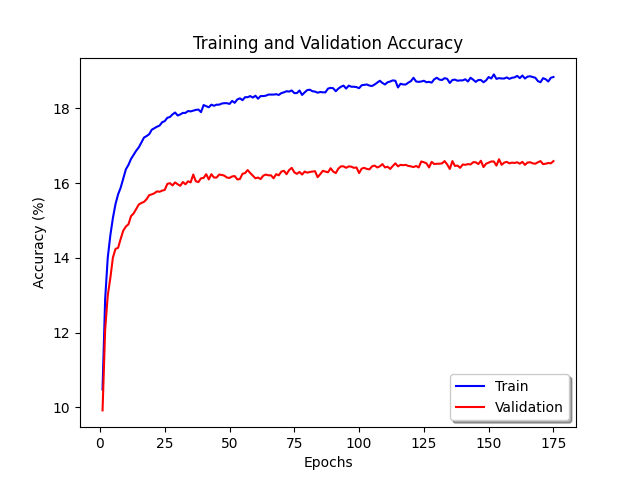 Training and Validation Accuracy
Accuracy (%)
18
16
14
12
10
0 25 50 75 100 125 150 175
Epochs
Train
Validation